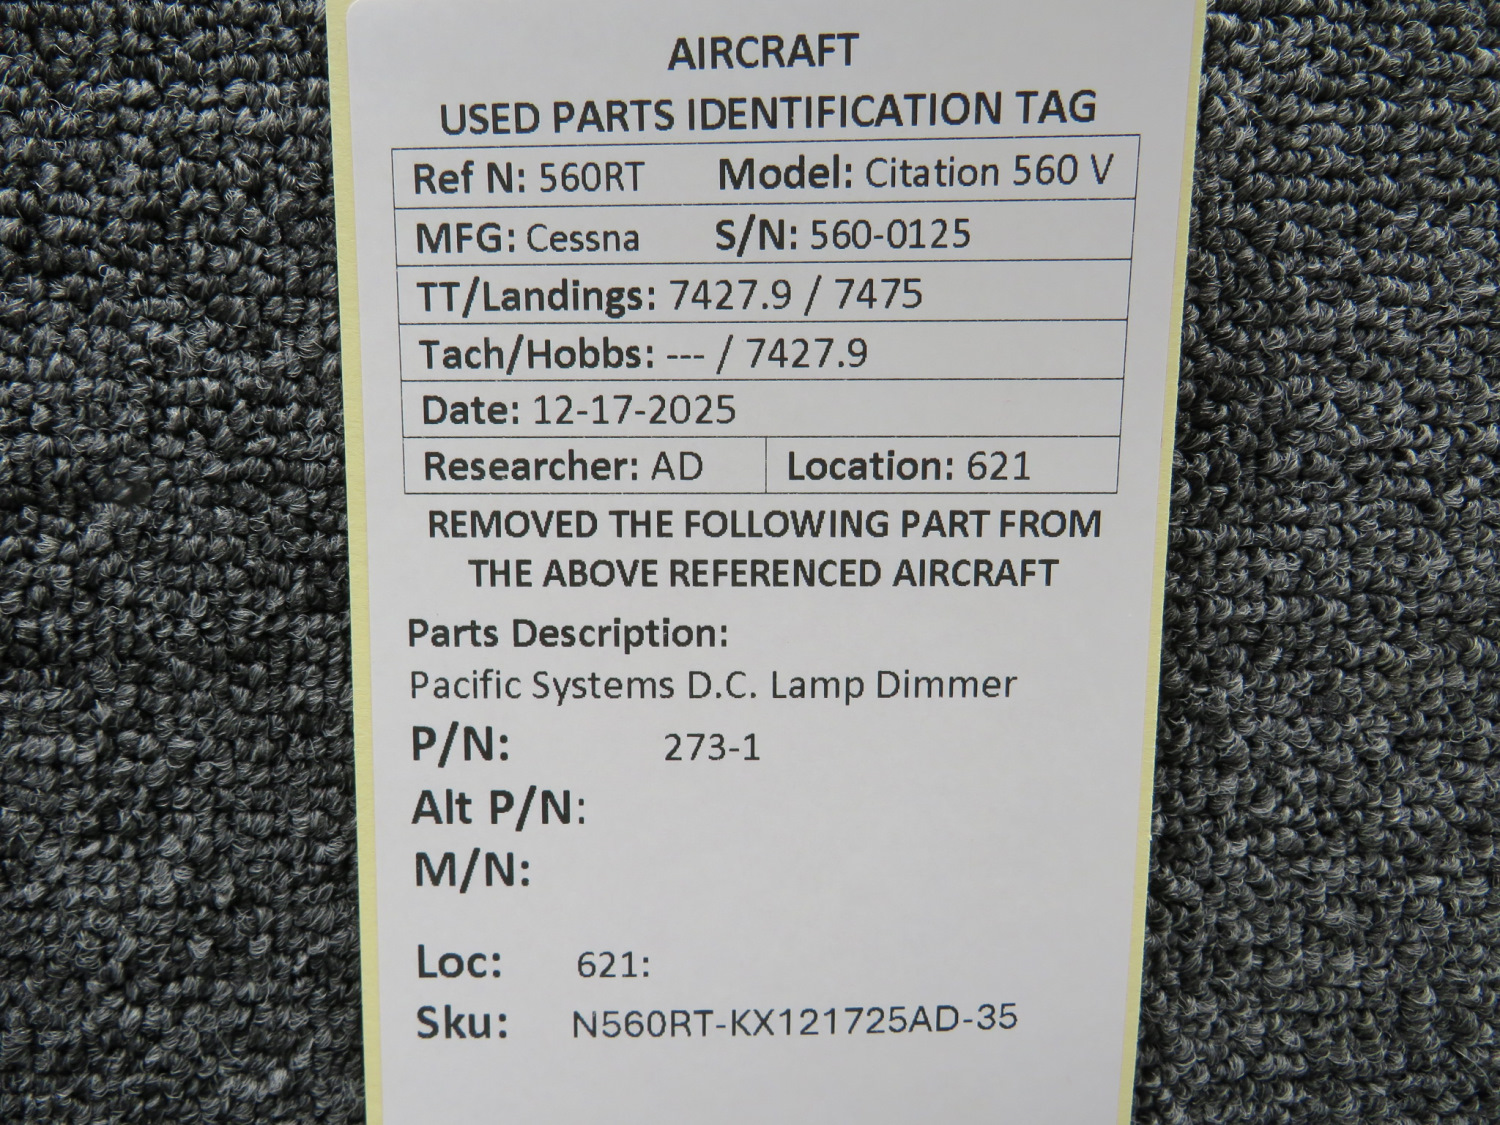 AIRCRAFT
USED PARTS IDENTIFICATION TAG
Ref N: 560RT Model: Citation 560 V
MFG: Cessna S/N: 560-0125
TT/Landings: 7427.9 / 7475
Tach/Hobbs: --- / 7427.9
Date: 12-17-2025
Researcher: AD Location: 621
REMOVED THE FOLLOWING PART FROM
THE ABOVE REFERENCED AIRCRAFT
Parts Description:
Pacific Systems D.C. Lamp Dimmer
P/N: 273-1
Alt P/N:
M/N:
Loc: 621:
Sku: N560RT-KX121725AD-35